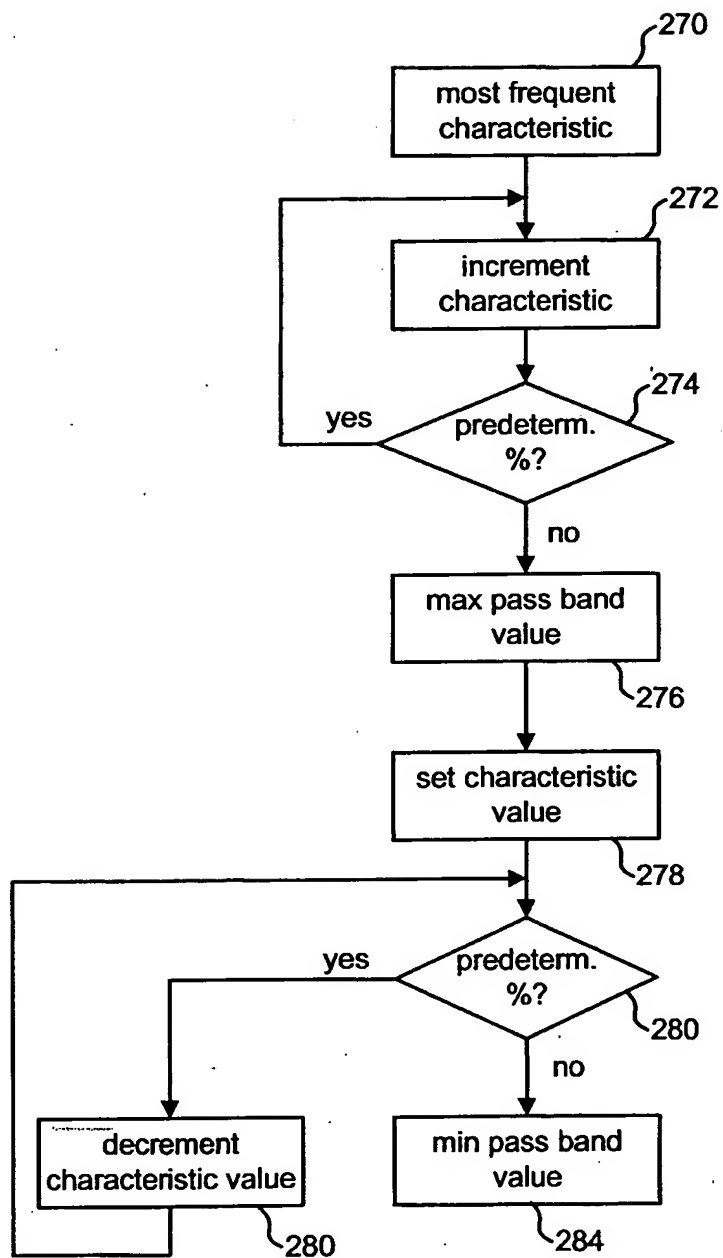 270
most frequent
characteristic
272
increment
characteristic
274
yes
predeterm.
%?
no
max pass band
value
276
set characteristic
value
278
yes
predeterm.
%?
280
no
decrement
characteristic value
280
min pass band
value
284